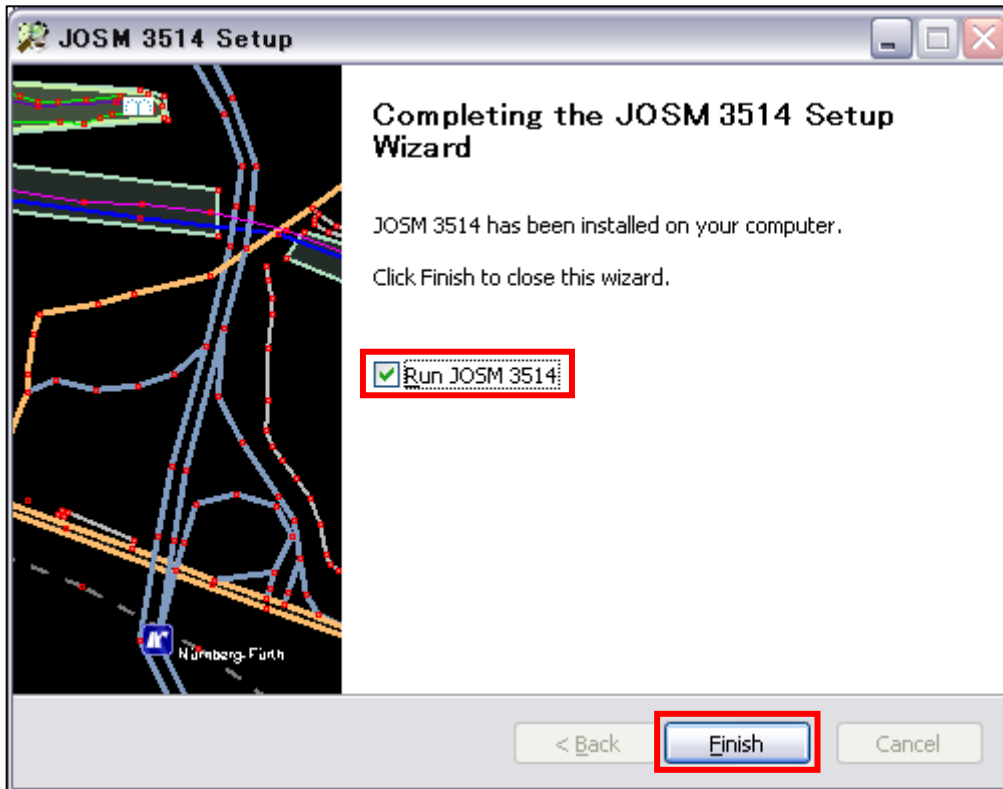 JOSM 3514 Setup
Completing the JOSM 3514 Setup
Wizard
JOSM 3514 has been installed on your computer.
Click Finish to close this wizard.
Run JOSM 3514
Nürnberg-Fürth
< Back
Finish
Cancel